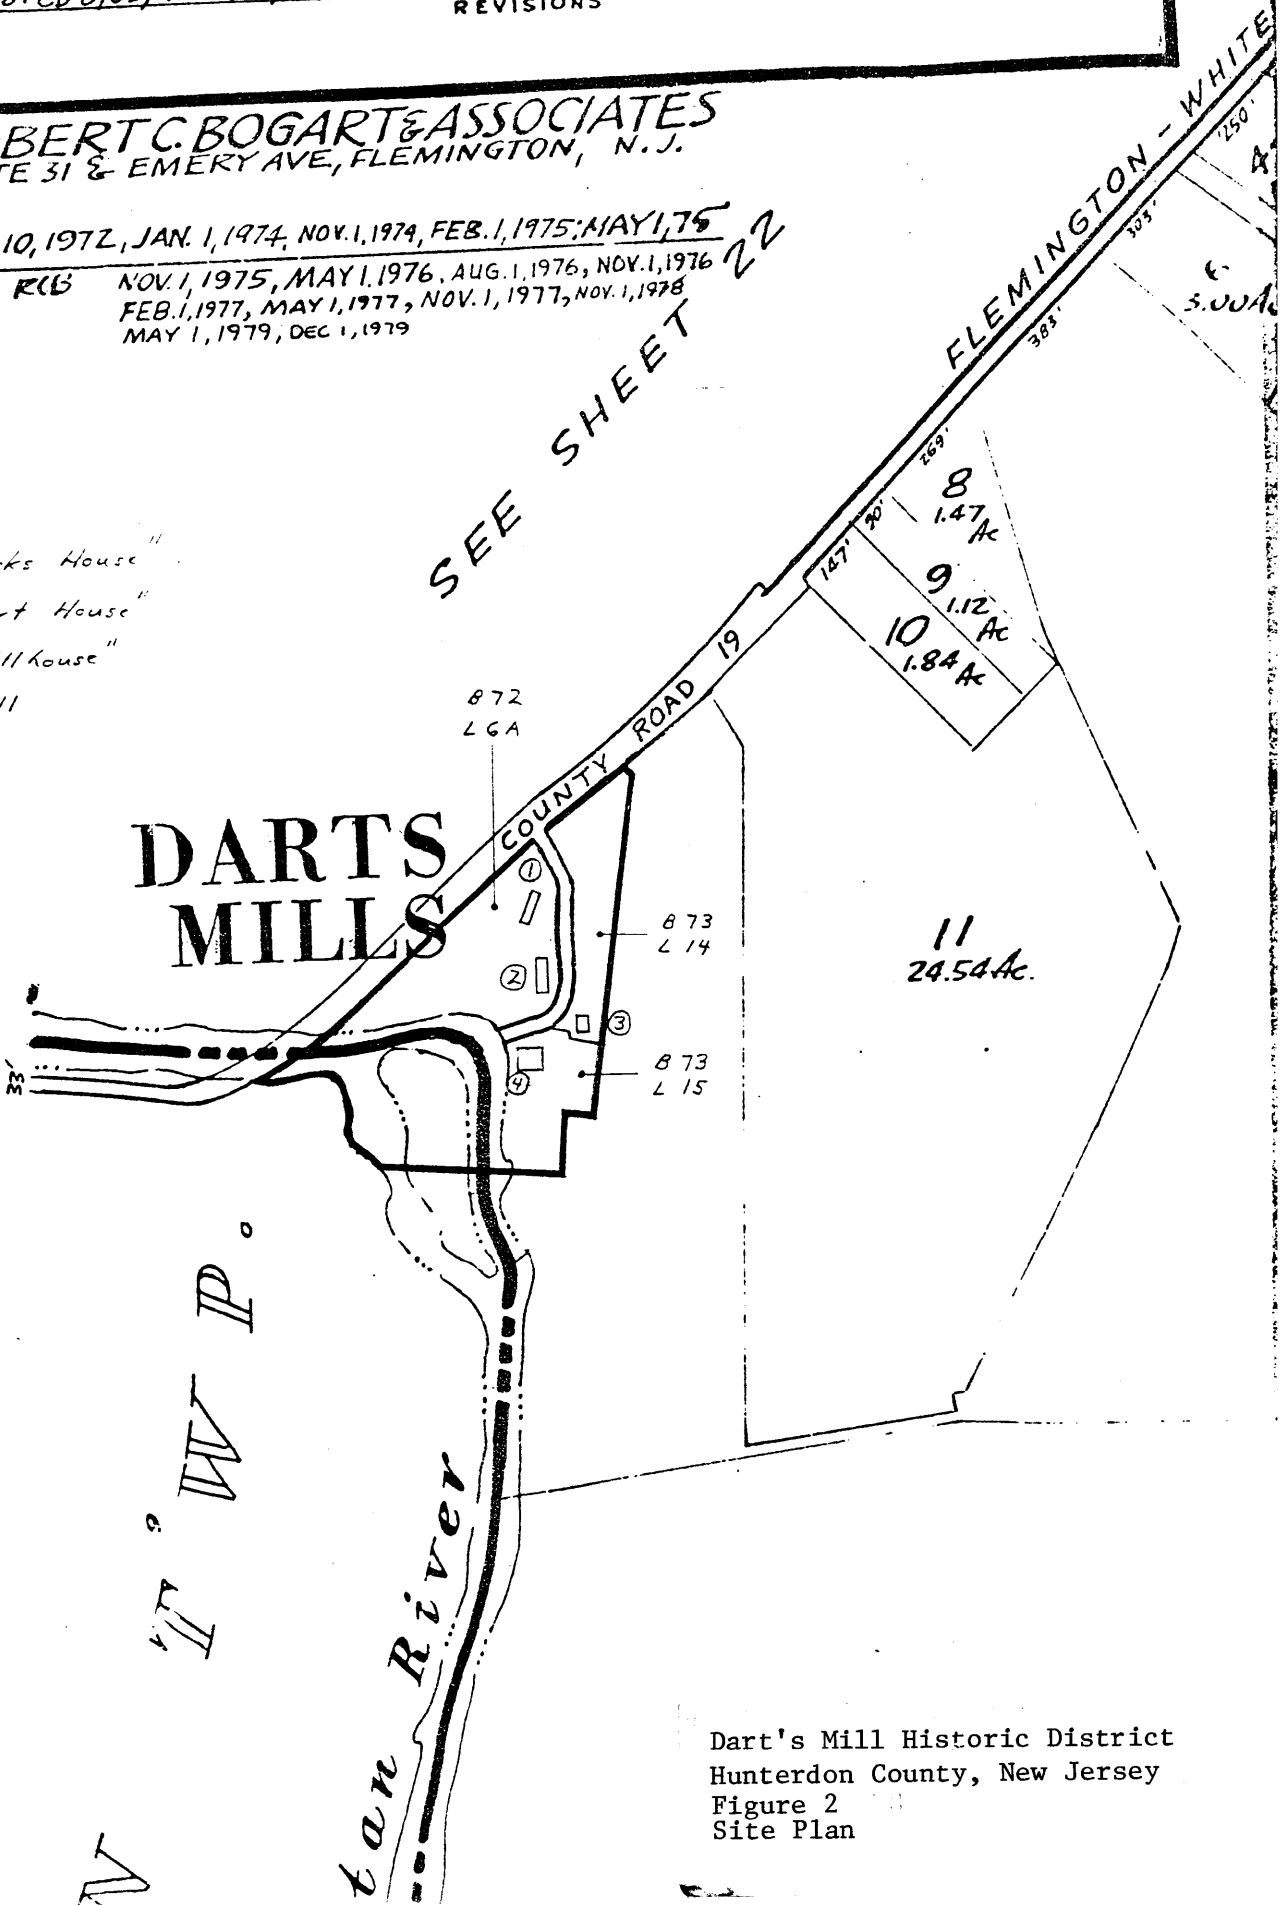 REVISIONS
BERT C. BOGART & ASSOCIATES
TE 31 & EMERY AVE., FLEMINGTON, N.J.
10, 1972, JAN. 1, 1974, NOV. 1, 1974, FEB. 1, 1975; MAY 1, 75
RCB NOV. 1, 1975, MAY 1. 1976, AUG. 1, 1976, NOV. 1, 1976
FEB. 1, 1977, MAY 1, 1977, NOV. 1, 1977, NOV. 1, 1978
MAY 1, 1979, DEC 1, 1979
SEE SHEET 22
FLEMINGTON - WHITE
250'
303'
383'
269'
90'
147'
4
3.00 Ac
8
1.47
Ac
9
1.12
Ac
10
1.84 Ac
ks House"
t House"
llhouse"
ll
COUNTY ROAD 19
B 72
L 6A
DARTS
MILLS
1
2
3
4
B 73
L 14
B 73
L 15
11
24.54 Ac.
33'
TWP.
tan River
Dart's Mill Historic District
Hunterdon County, New Jersey
Figure 2
Site Plan